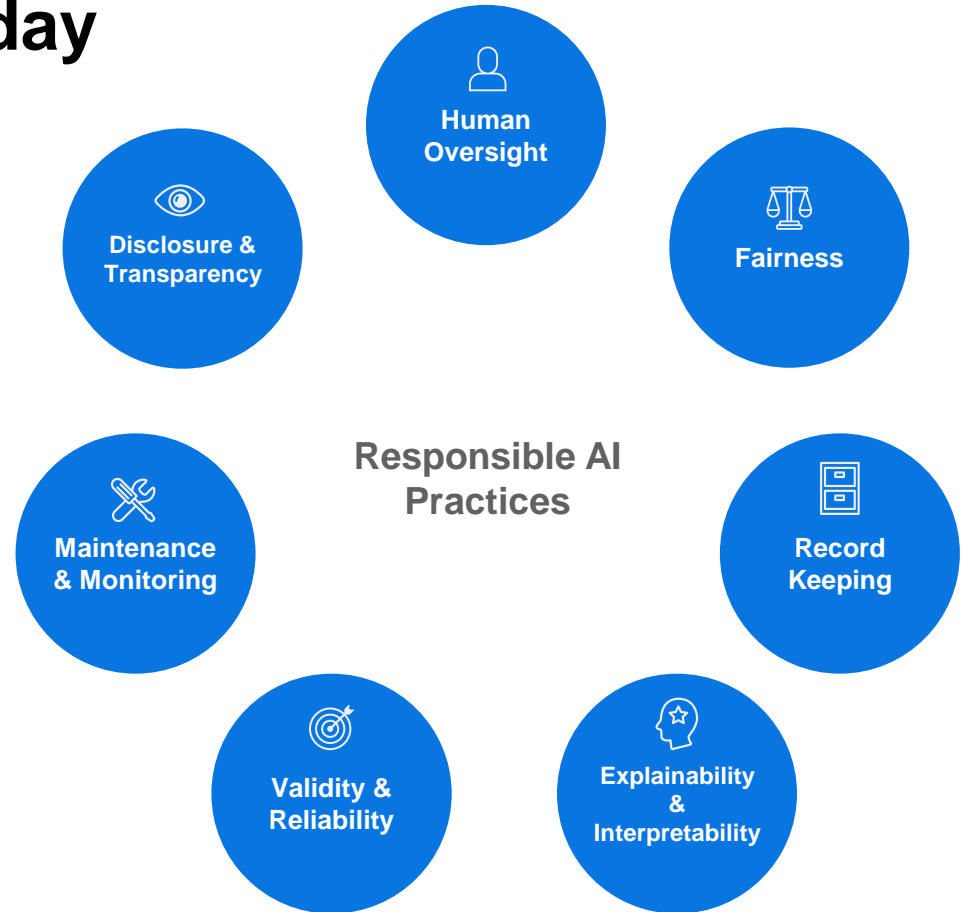 day
Human
Oversight
Disclosure &
Transparency
Fairness
Responsible AI
Practices
Maintenance
& Monitoring
Record
Keeping
Validity &
Reliability
Explainability
&
Interpretability